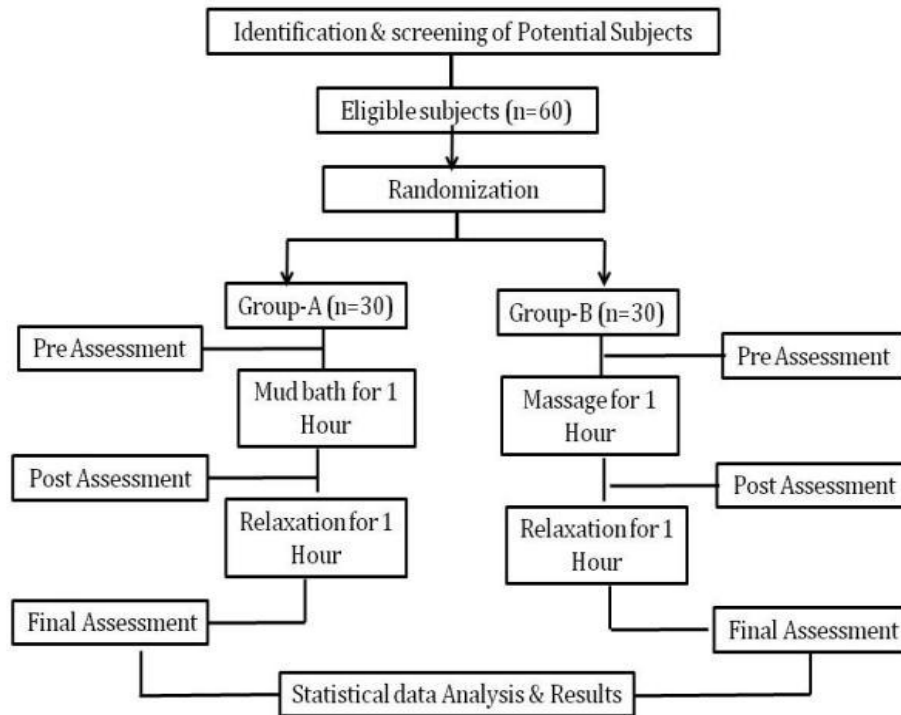 Identification & screening of Potential Subjects
Eligible subjects (n=60)
Randomization
Group-A (n=30)
Group-B (n=30)
Pre Assessment
Pre Assessment
Mud bath for 1
Hour
Massage for 1
Hour
Post Assessment
Post Assessment
Relaxation for 1
Hour
Relaxation for 1
Hour
Final Assessment
Final Assessment
Statistical data Analysis & Results